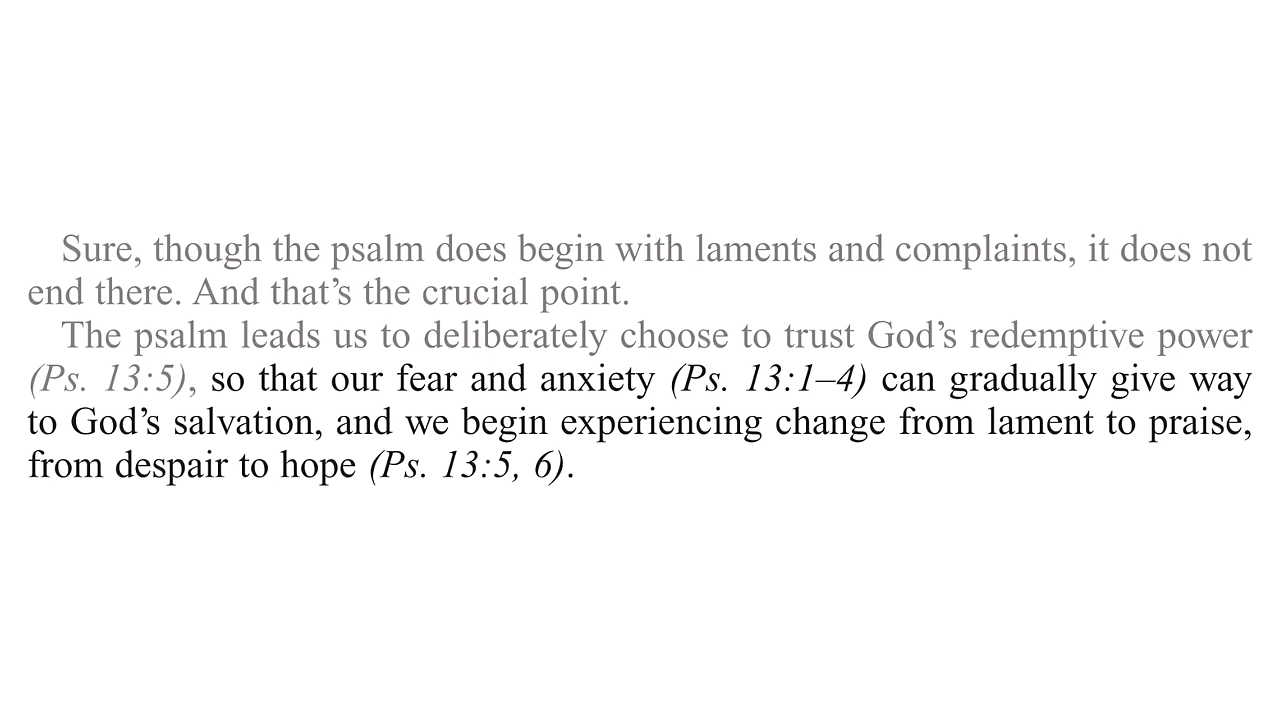 Sure, though the psalm does begin with laments and complaints, it does not
end there. And that’s the crucial point.
The psalm leads us to deliberately choose to trust God’s redemptive power
(Ps. 13:5), so that our fear and anxiety (Ps. 13:1–4) can gradually give way
to God’s salvation, and we begin experiencing change from lament to praise,
from despair to hope (Ps. 13:5, 6).